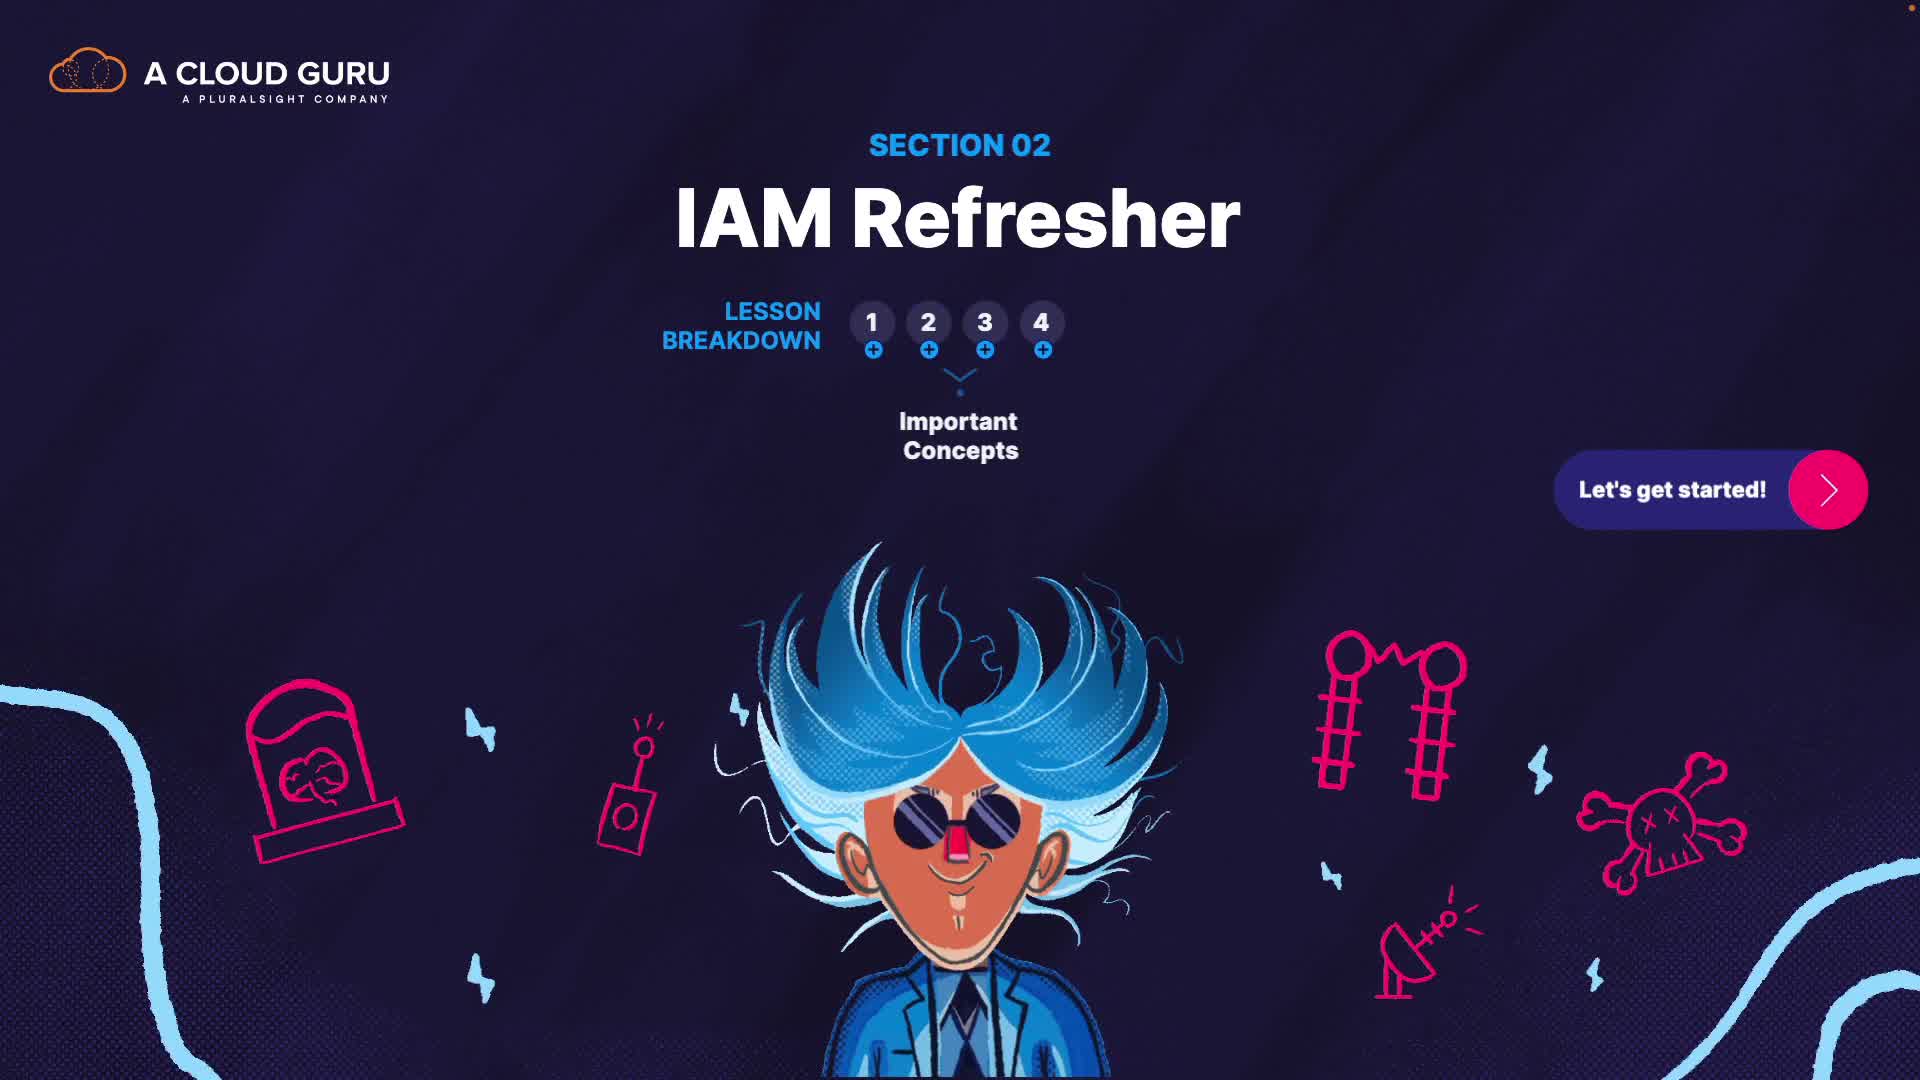 A CLOUD GURU
A PLURALSIGHT COMPANY
SECTION 02
IAM Refresher
LESSON
BREAKDOWN
1 2 3 4
Important
Concepts
Let's get started!